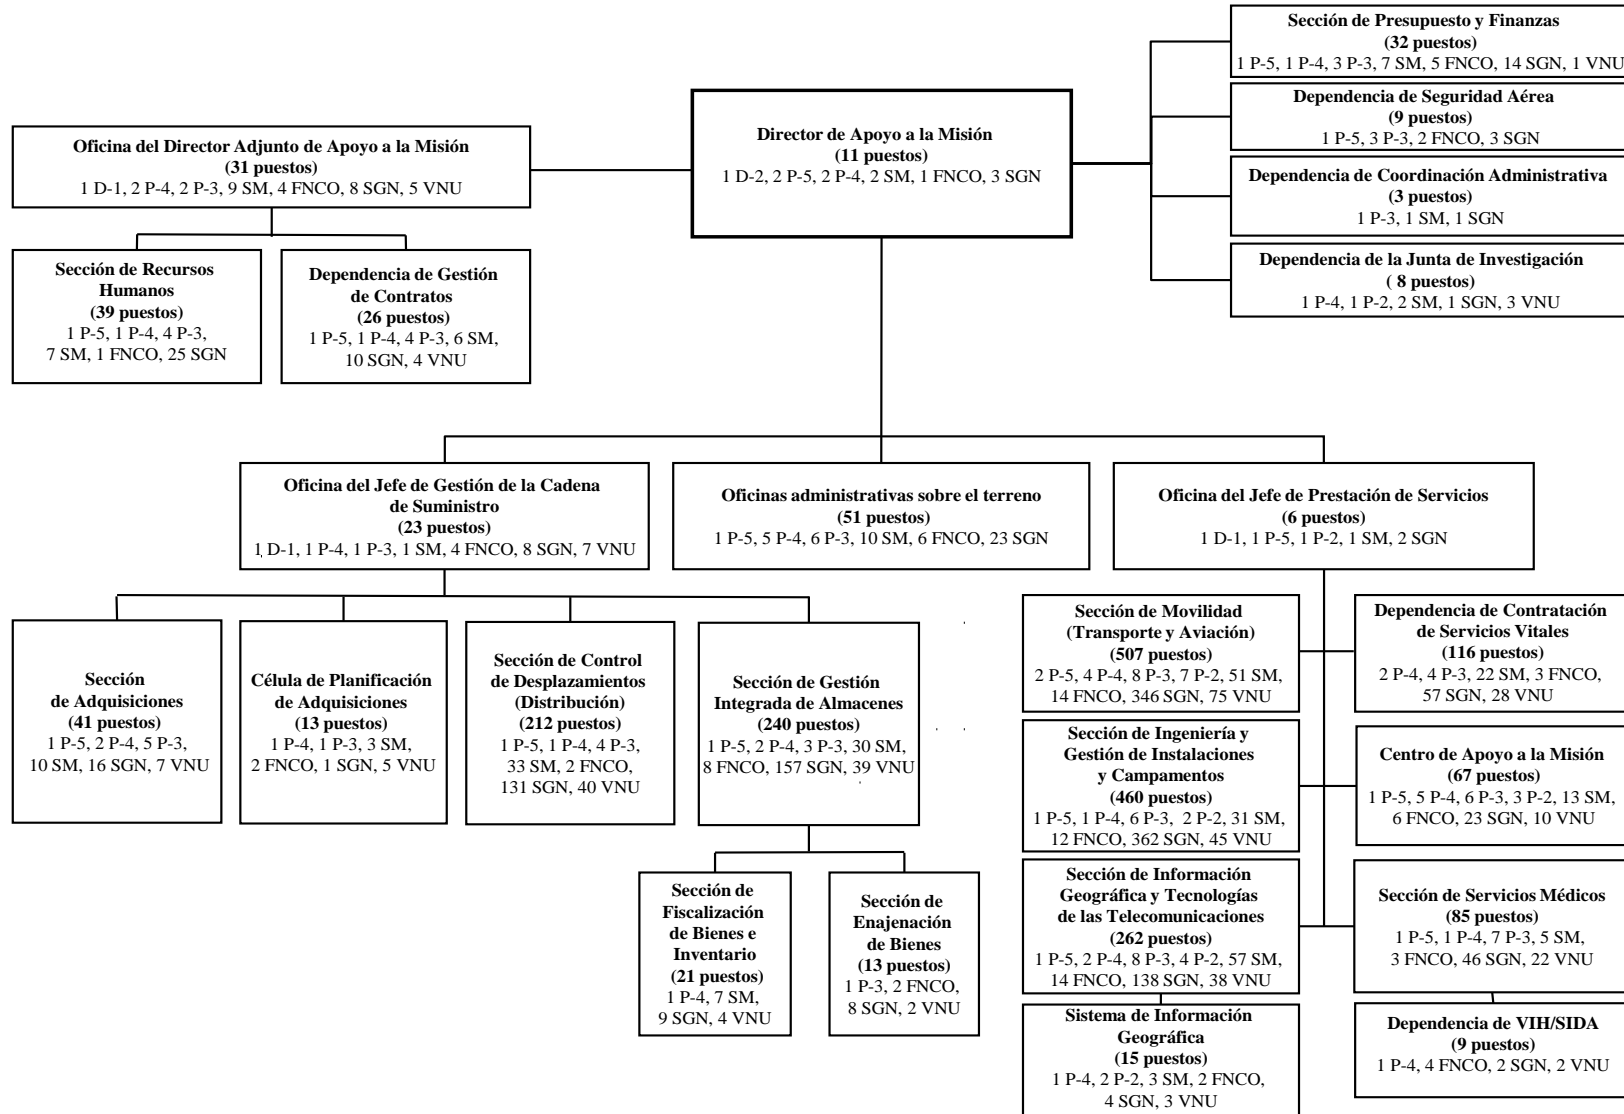 Sección de Presupuesto y Finanzas
(32 puestos)
1 P-5, 1 P-4, 3 P-3, 7 SM, 5 FNCO, 14 SGN, 1 VNU
Dependencia de Seguridad Aérea
(9 puestos)
1 P-5, 3 P-3, 2 FNCO, 3 SGN
Dependencia de Coordinación Administrativa
(3 puestos)
1 P-3, 1 SM, 1 SGN
Dependencia de la Junta de Investigación
( 8 puestos)
1 P-4, 1 P-2, 2 SM, 1 SGN, 3 VNU
Director de Apoyo a la Misión
(11 puestos)
1 D-2, 2 P-5, 2 P-4, 2 SM, 1 FNCO, 3 SGN
Oficina del Director Adjunto de Apoyo a la Misión
(31 puestos)
1 D-1, 2 P-4, 2 P-3, 9 SM, 4 FNCO, 8 SGN, 5 VNU
Sección de Recursos
Humanos
(39 puestos)
1 P-5, 1 P-4, 4 P-3,
7 SM, 1 FNCO, 25 SGN
Dependencia de Gestión
de Contratos
(26 puestos)
1 P-5, 1 P-4, 4 P-3, 6 SM,
10 SGN, 4 VNU
Oficina del Jefe de Gestión de la Cadena
de Suministro
(23 puestos)
1 D-1, 1 P-4, 1 P-3, 1 SM, 4 FNCO, 8 SGN, 7 VNU
Oficinas administrativas sobre el terreno
(51 puestos)
1 P-5, 5 P-4, 6 P-3, 10 SM, 6 FNCO, 23 SGN
Oficina del Jefe de Prestación de Servicios
(6 puestos)
1 D-1, 1 P-5, 1 P-2, 1 SM, 2 SGN
Sección
de Adquisiciones
(41 puestos)
1 P-5, 2 P-4, 5 P-3,
10 SM, 16 SGN, 7 VNU
Célula de Planificación
de Adquisiciones
(13 puestos)
1 P-4, 1 P-3, 3 SM,
2 FNCO, 1 SGN, 5 VNU
Sección de Control
de Desplazamientos
(Distribución)
(212 puestos)
1 P-5, 1 P-4, 4 P-3,
33 SM, 2 FNCO,
131 SGN, 40 VNU
Sección de Gestión
Integrada de Almacenes
(240 puestos)
1 P-5, 2 P-4, 3 P-3, 30 SM,
8 FNCO, 157 SGN, 39 VNU
Sección de
Fiscalización
de Bienes e
Inventario
(21 puestos)
1 P-4, 7 SM,
9 SGN, 4 VNU
Sección de
Enajenación
de Bienes
(13 puestos)
1 P-3, 2 FNCO,
8 SGN, 2 VNU
Sección de Movilidad
(Transporte y Aviación)
(507 puestos)
2 P-5, 4 P-4, 8 P-3, 7 P-2, 51 SM,
14 FNCO, 346 SGN, 75 VNU
Dependencia de Contratación
de Servicios Vitales
(116 puestos)
2 P-4, 4 P-3, 22 SM, 3 FNCO,
57 SGN, 28 VNU
Sección de Ingeniería y
Gestión de Instalaciones
y Campamentos
(460 puestos)
1 P-5, 1 P-4, 6 P-3, 2 P-2, 31 SM,
12 FNCO, 362 SGN, 45 VNU
Centro de Apoyo a la Misión
(67 puestos)
1 P-5, 5 P-4, 6 P-3, 3 P-2, 13 SM,
6 FNCO, 23 SGN, 10 VNU
Sección de Información
Geográfica y Tecnologías
de las Telecomunicaciones
(262 puestos)
1 P-5, 2 P-4, 8 P-3, 4 P-2, 57 SM,
14 FNCO, 138 SGN, 38 VNU
Sección de Servicios Médicos
(85 puestos)
1 P-5, 1 P-4, 7 P-3, 5 SM,
3 FNCO, 46 SGN, 22 VNU
Sistema de Información
Geográfica
(15 puestos)
1 P-4, 2 P-2, 3 SM, 2 FNCO,
4 SGN, 3 VNU
Dependencia de VIH/SIDA
(9 puestos)
1 P-4, 4 FNCO, 2 SGN, 2 VNU